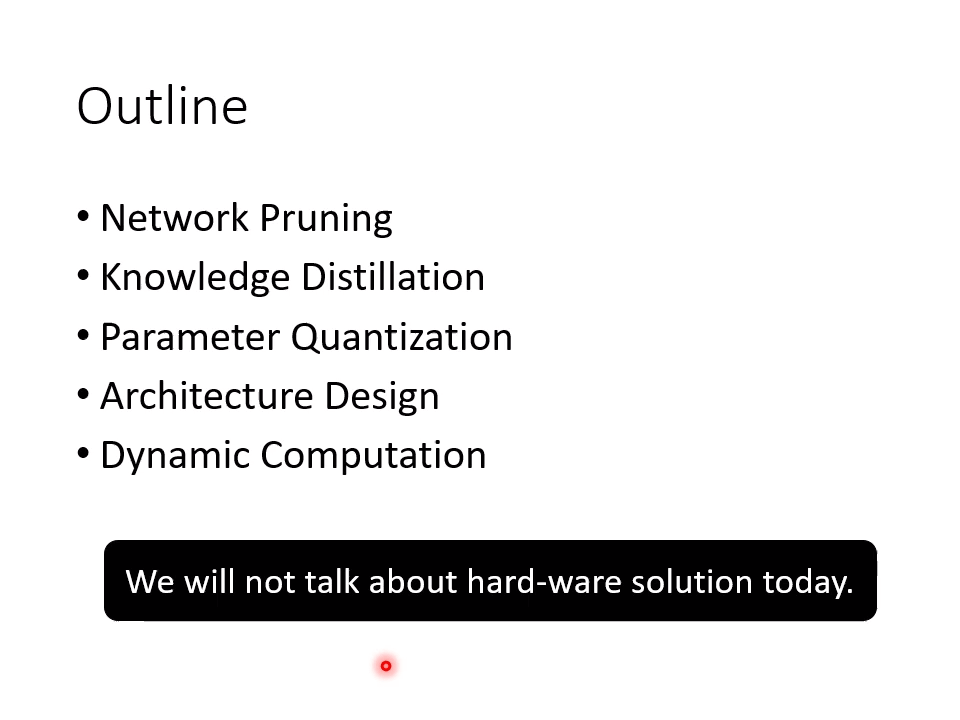 Outline
• Network Pruning
• Knowledge Distillation
• Parameter Quantization
• Architecture Design
• Dynamic Computation
We will not talk about hard-ware solution today.